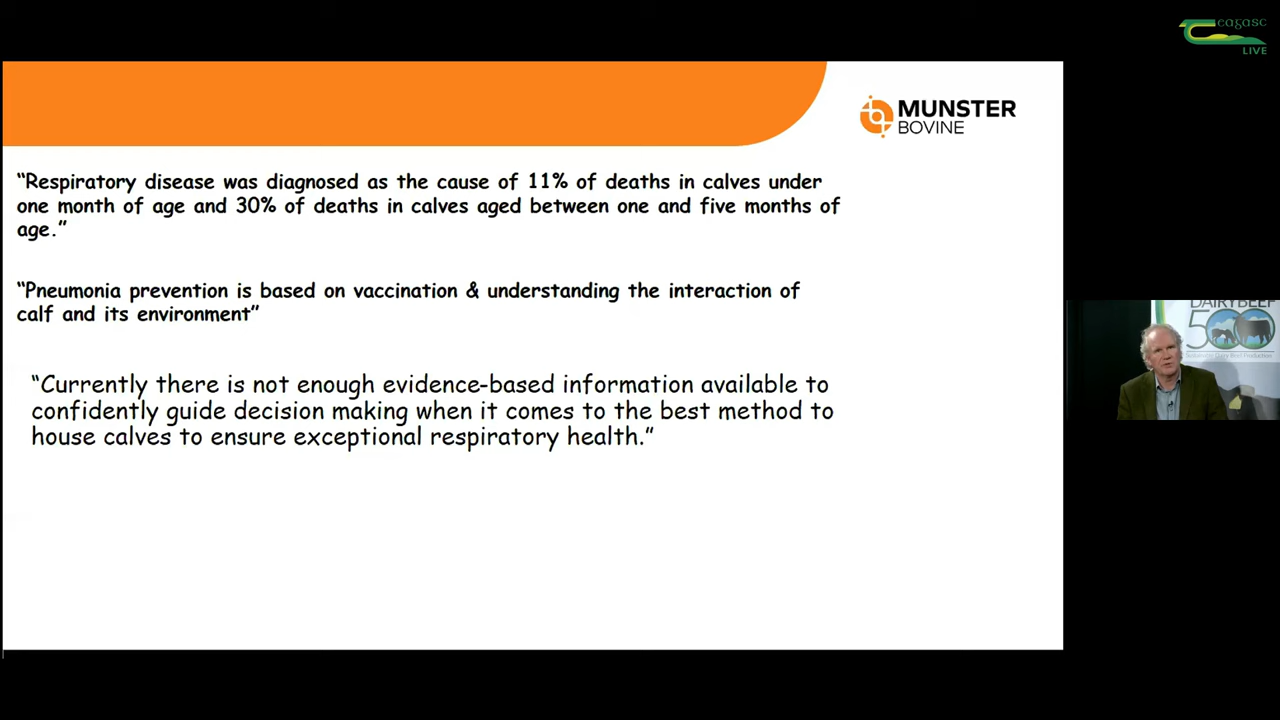 eagasc
LIVE
MUNSTER
BOVINE
“Respiratory disease was diagnosed as the cause of 11% of deaths in calves under
one month of age and 30% of deaths in calves aged between one and five months of
age.”
“Pneumonia prevention is based on vaccination & understanding the interaction of
calf and its environment”
“Currently there is not enough evidence-based information available to
confidently guide decision making when it comes to the best method to
house calves to ensure exceptional respiratory health.”
DAIRYBEEF
500